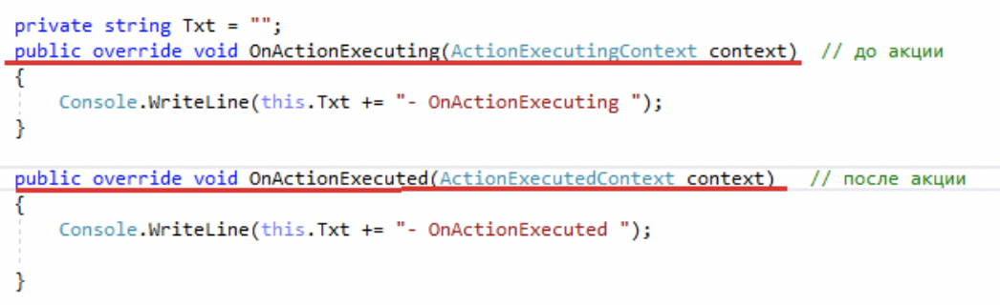 private string Txt = "";
public override void OnActionExecuting(ActionExecutingContext context)  // до акции
{
    Console.WriteLine(this.Txt += "- OnActionExecuting ");
}
public override void OnActionExecuted(ActionExecutedContext context)   // после акции
{
    Console.WriteLine(this.Txt += "- OnActionExecuted ");
}